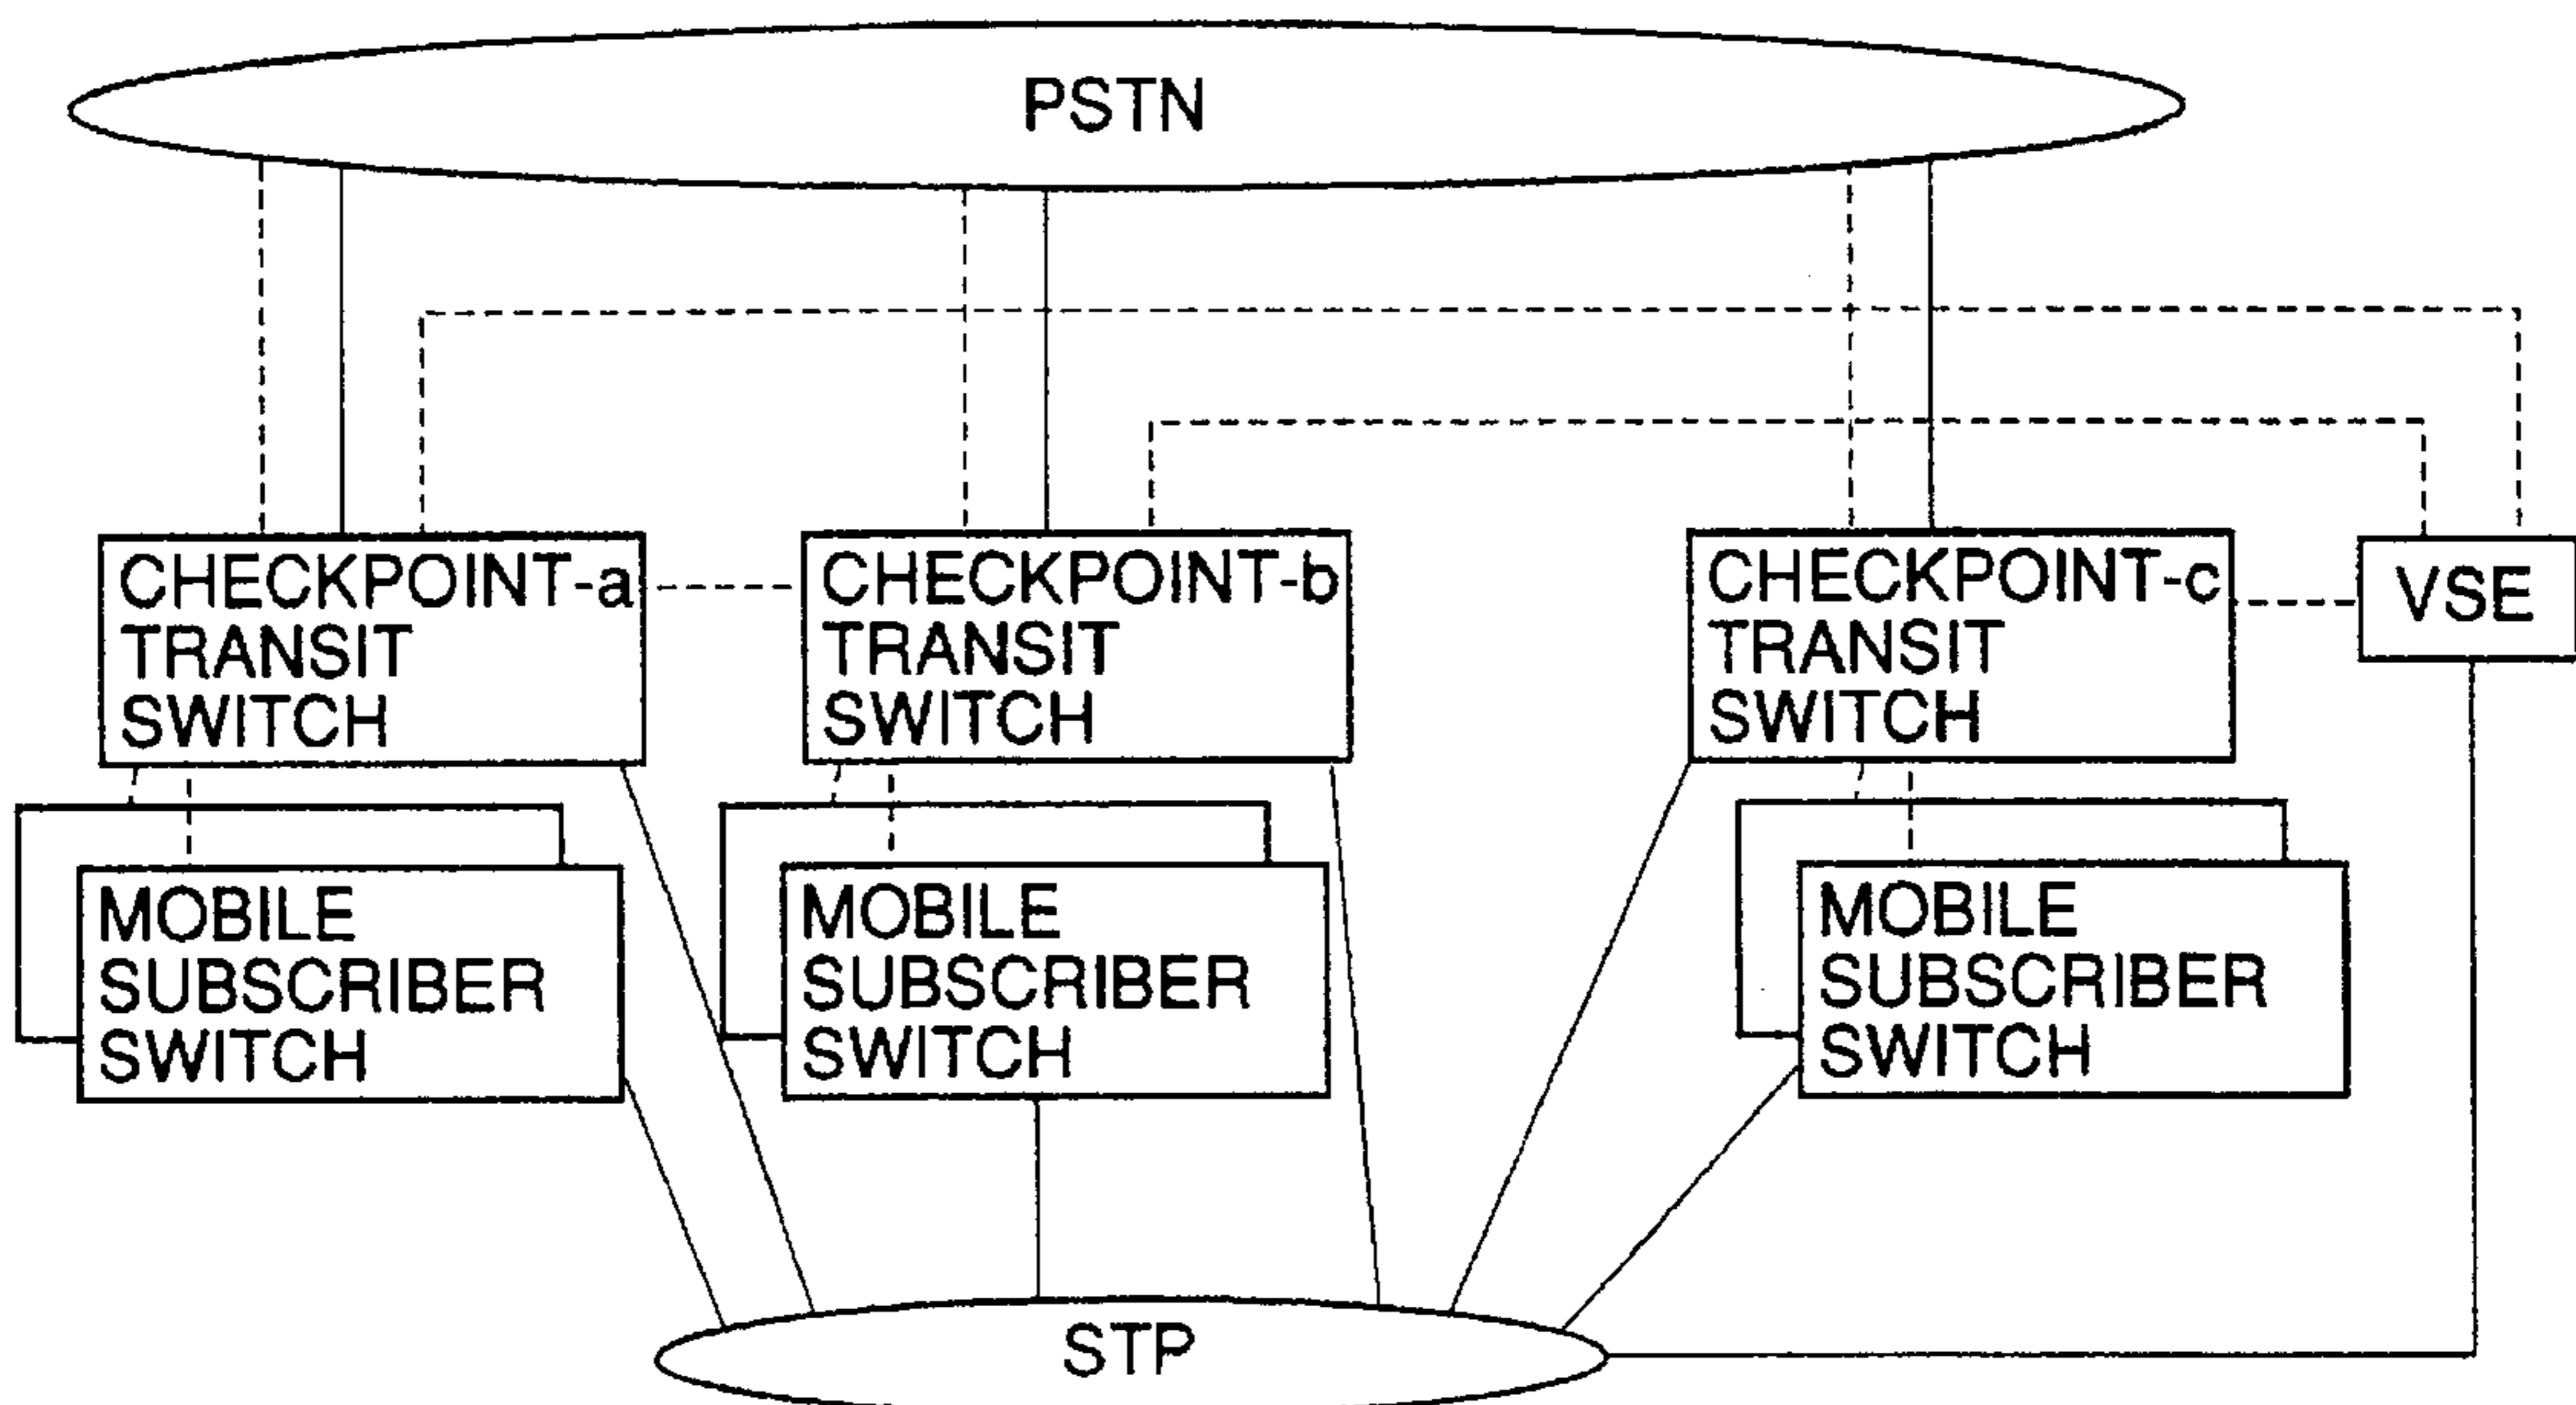 PSTN
CHECKPOINT-a
TRANSIT
SWITCH
CHECKPOINT-b
TRANSIT
SWITCH
CHECKPOINT-c
TRANSIT
SWITCH
VSE
MOBILE
SUBSCRIBER
SWITCH
MOBILE
SUBSCRIBER
SWITCH
MOBILE
SUBSCRIBER
SWITCH
STP